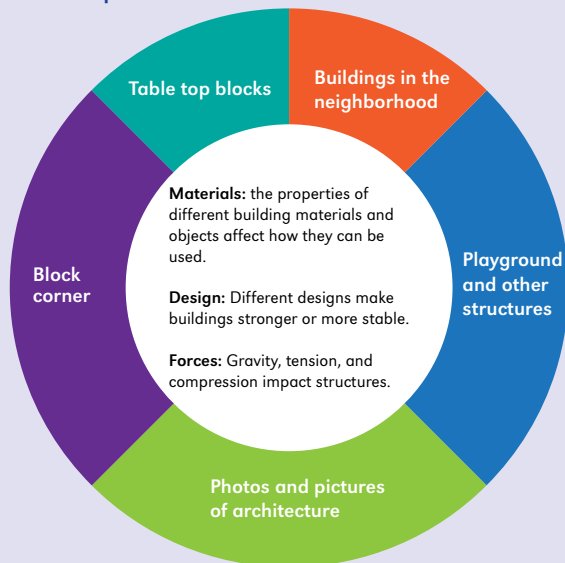 Table top blocks
Buildings in the
neighborhood
Materials: the properties of
different building materials and
objects affect how they can be
used.
Design: Different designs make
buildings stronger or more stable.
Forces: Gravity, tension, and
compression impact structures.
Block
corner
Playground
and other
structures
Photos and pictures
of architecture